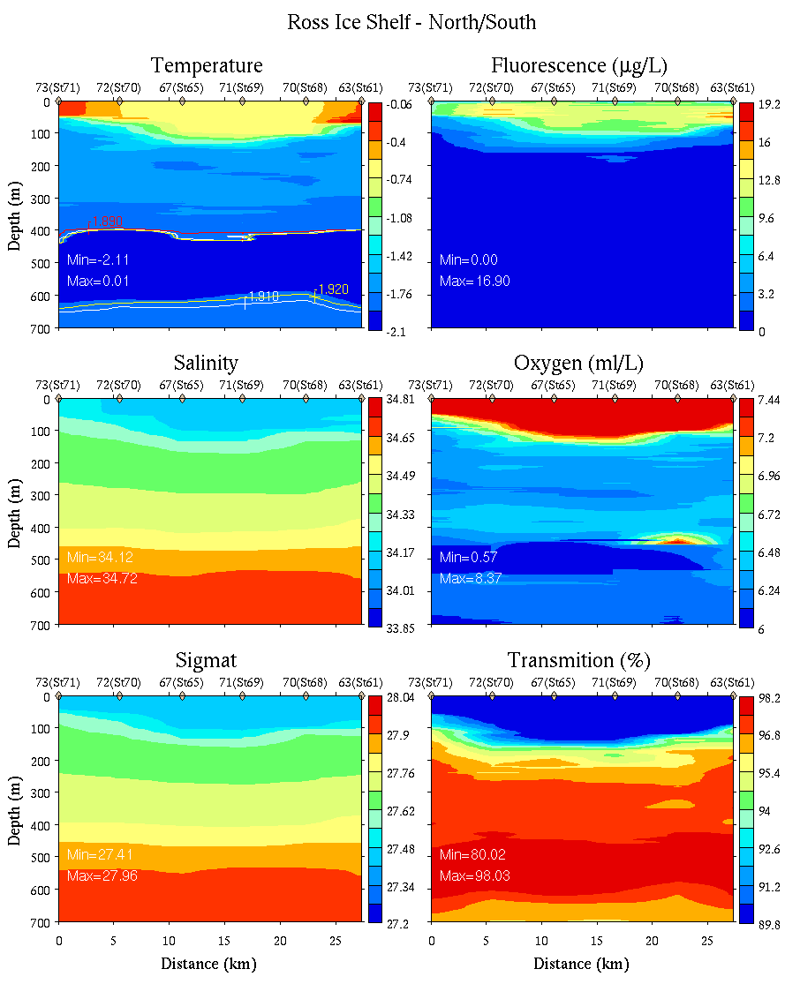 Ross Ice Shelf - North/South
Temperature
73(St71) 72(St70) 67(St65) 71(St69) 70(St68) 63(St61)
0
100
200
300
400
500
600
700
Depth (m)
-1.890
Min=-2.11
Max=0.01
-1.910
-1.920
-0.06
-0.4
-0.74
-1.08
-1.42
-1.76
-2.1
Fluorescence (µg/L)
73(St71) 72(St70) 67(St65) 71(St69) 70(St68) 63(St61)
Min=0.00
Max=16.90
19.2
16
12.8
9.6
6.4
3.2
0
Salinity
73(St71) 72(St70) 67(St65) 71(St69) 70(St68) 63(St61)
0
100
200
300
400
500
600
700
Depth (m)
Min=34.12
Max=34.72
34.81
34.65
34.49
34.33
34.17
34.01
33.85
Oxygen (ml/L)
73(St71) 72(St70) 67(St65) 71(St69) 70(St68) 63(St61)
Min=0.57
Max=8.37
7.44
7.2
6.96
6.72
6.48
6.24
6
Sigmat
73(St71) 72(St70) 67(St65) 71(St69) 70(St68) 63(St61)
0
100
200
300
400
500
600
700
Depth (m)
Min=27.41
Max=27.96
28.04
27.9
27.76
27.62
27.48
27.34
27.2
0 5 10 15 20 25
Distance (km)
Transmition (%)
73(St71) 72(St70) 67(St65) 71(St69) 70(St68) 63(St61)
Min=80.02
Max=98.03
98.2
96.8
95.4
94
92.6
91.2
89.8
0 5 10 15 20 25
Distance (km)